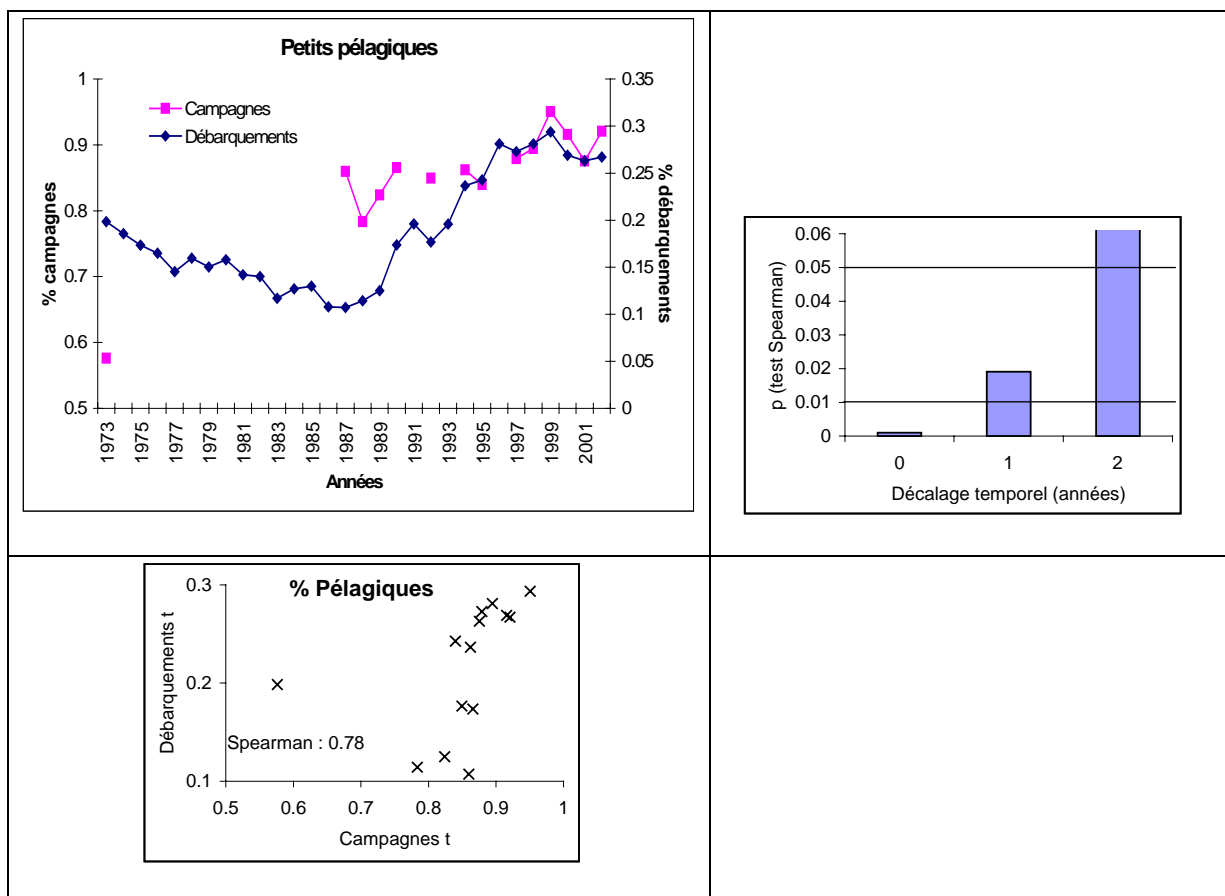 Petits pélagiques
Campagnes
Débarquements
% campagnes
1
0.9
0.8
0.7
0.6
0.5
% débarquements
0.35
0.3
0.25
0.2
0.15
0.1
0.05
0
1973
1975
1977
1979
1981
1983
1985
1987
1989
1991
1993
1995
1997
1999
2001
Années
p (test Spearman)
0.06
0.05
0.04
0.03
0.02
0.01
0
0 1 2
Décalage temporel (années)
% Pélagiques
Débarquements t
0.3
0.2
0.1
Spearman : 0.78
0.5 0.6 0.7 0.8 0.9 1
Campagnes t